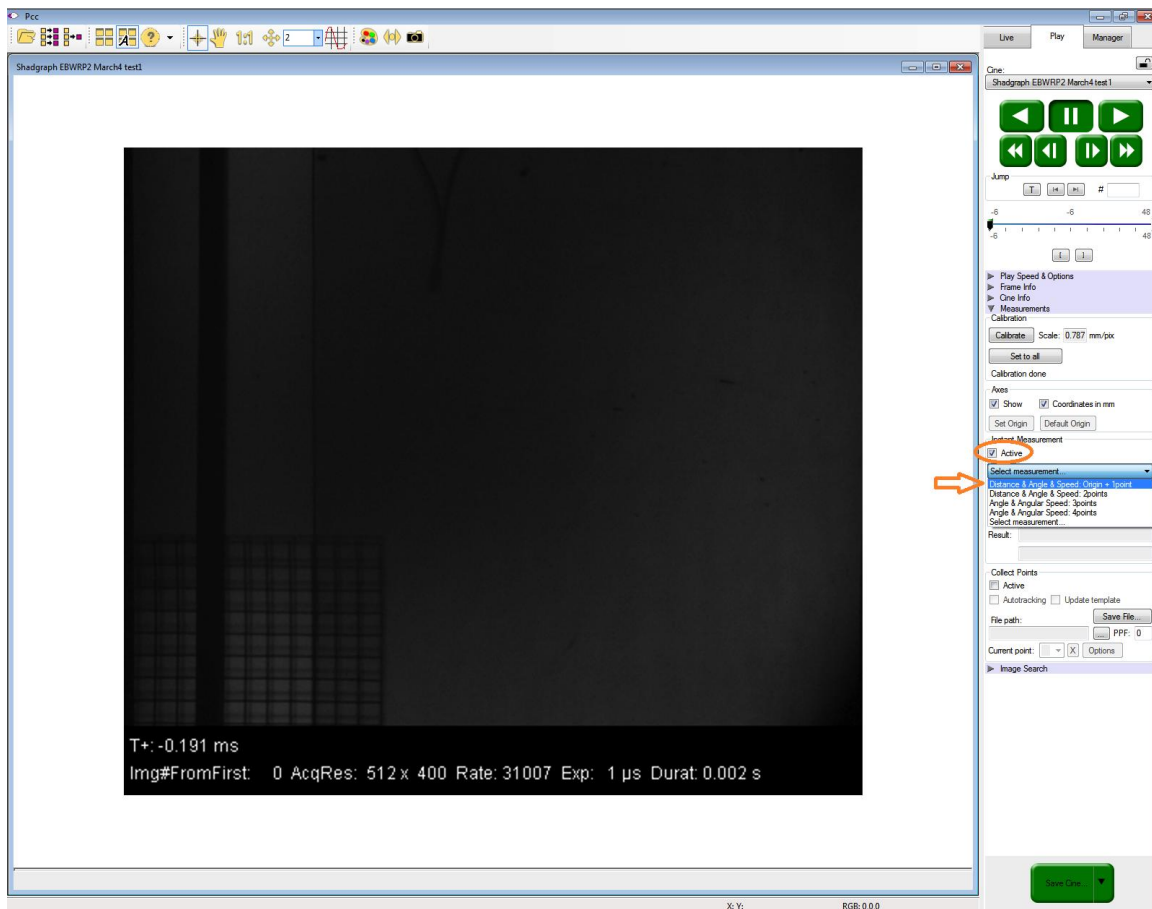 Pcc
A ? 1:1 2
Shadgraph EBWRP2 March4 test1
T+: -0.191 ms
Img#FromFirst: 0 AcqRes: 512 x 400 Rate: 31007 Exp: 1 µs Durat: 0.002 s
X: Y: RGB: 0,0,0
Live Play Manager
Cine:
Shadgraph EBWRP2 March4 test1
Jump
T #
-6 -6 48
-6 48
[ ]
Play Speed & Options
Frame Info
Cine Info
Measurements
Calibration
Calibrate Scale: 0.787 mm/pix
Set to all
Calibration done
Axes
Show Coordinates in mm
Set Origin Default Origin
Instant Measurement
Active
Select measurement...
Distance & Angle & Speed: Origin + 1point
Distance & Angle & Speed: 2points
Angle & Angular Speed: 3points
Angle & Angular Speed: 4points
Select measurement...
Result:
Collect Points
Active
Autotracking Update template
File path: Save File...
... PPF: 0
Current point: X Options
Image Search
Save Cine...